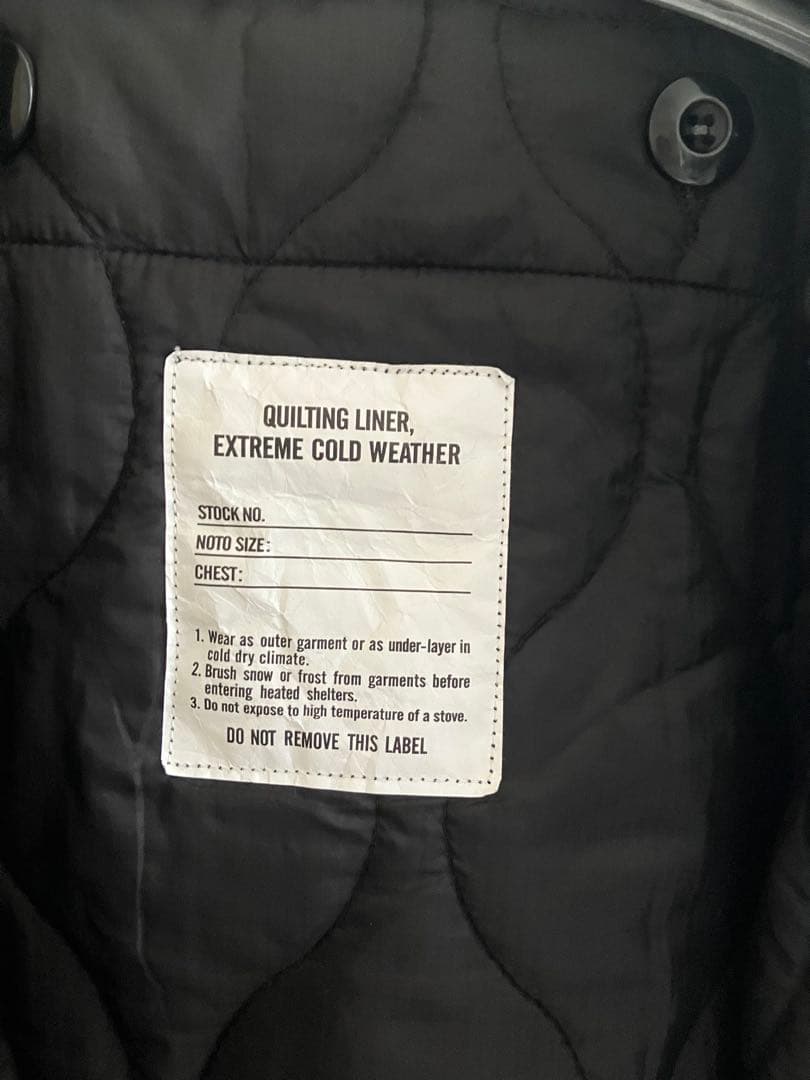 QUILTING LINER,
EXTREME COLD WEATHER
STOCK NO.
NOTO SIZE:
CHEST:
1. Wear as outer garment or as under-layer in
cold dry climate.
2. Brush snow or frost from garments before
entering heated shelters.
3. Do not expose to high temperature of a stove.
DO NOT REMOVE THIS LABEL